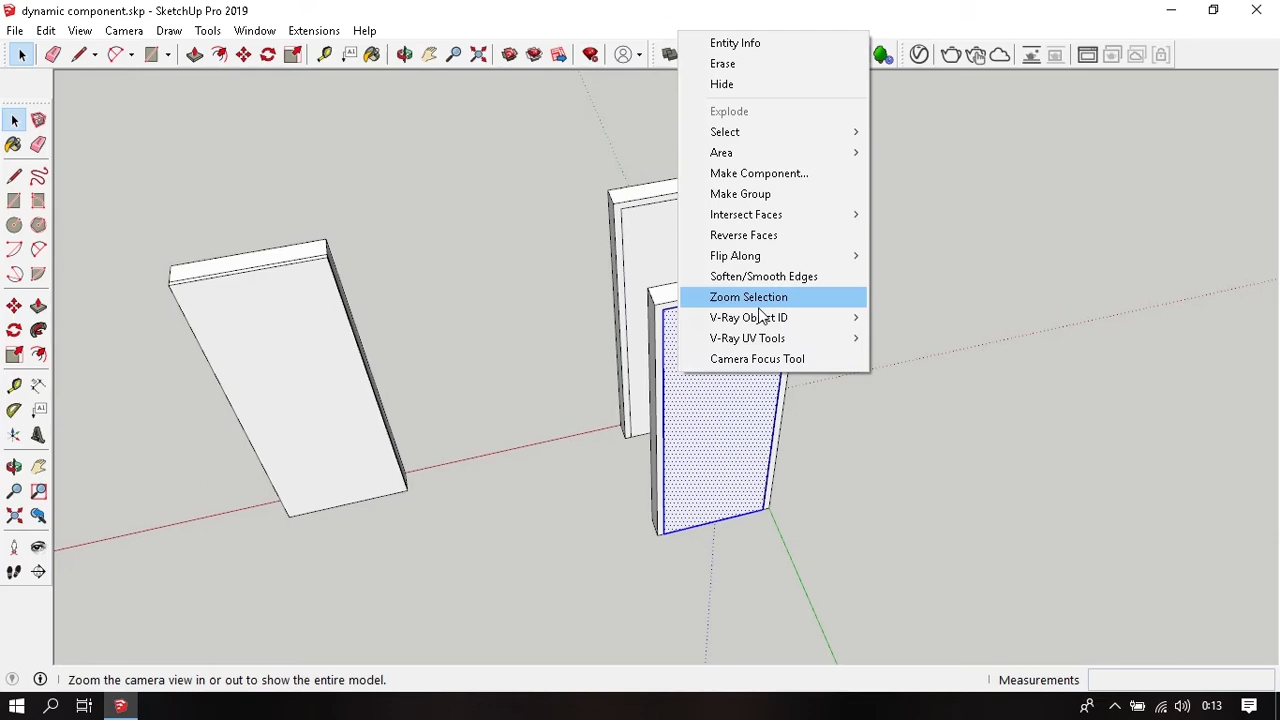 dynamic component.skp - SketchUp Pro 2019
File Edit View Camera Draw Tools Window Extensions Help
Entity Info
Erase
Hide
Explode
Select
Area
Make Component...
Make Group
Intersect Faces
Reverse Faces
Flip Along
Soften/Smooth Edges
Zoom Selection
V-Ray Object ID
V-Ray UV Tools
Camera Focus Tool
Zoom the camera view in or out to show the entire model.
Measurements
0:13